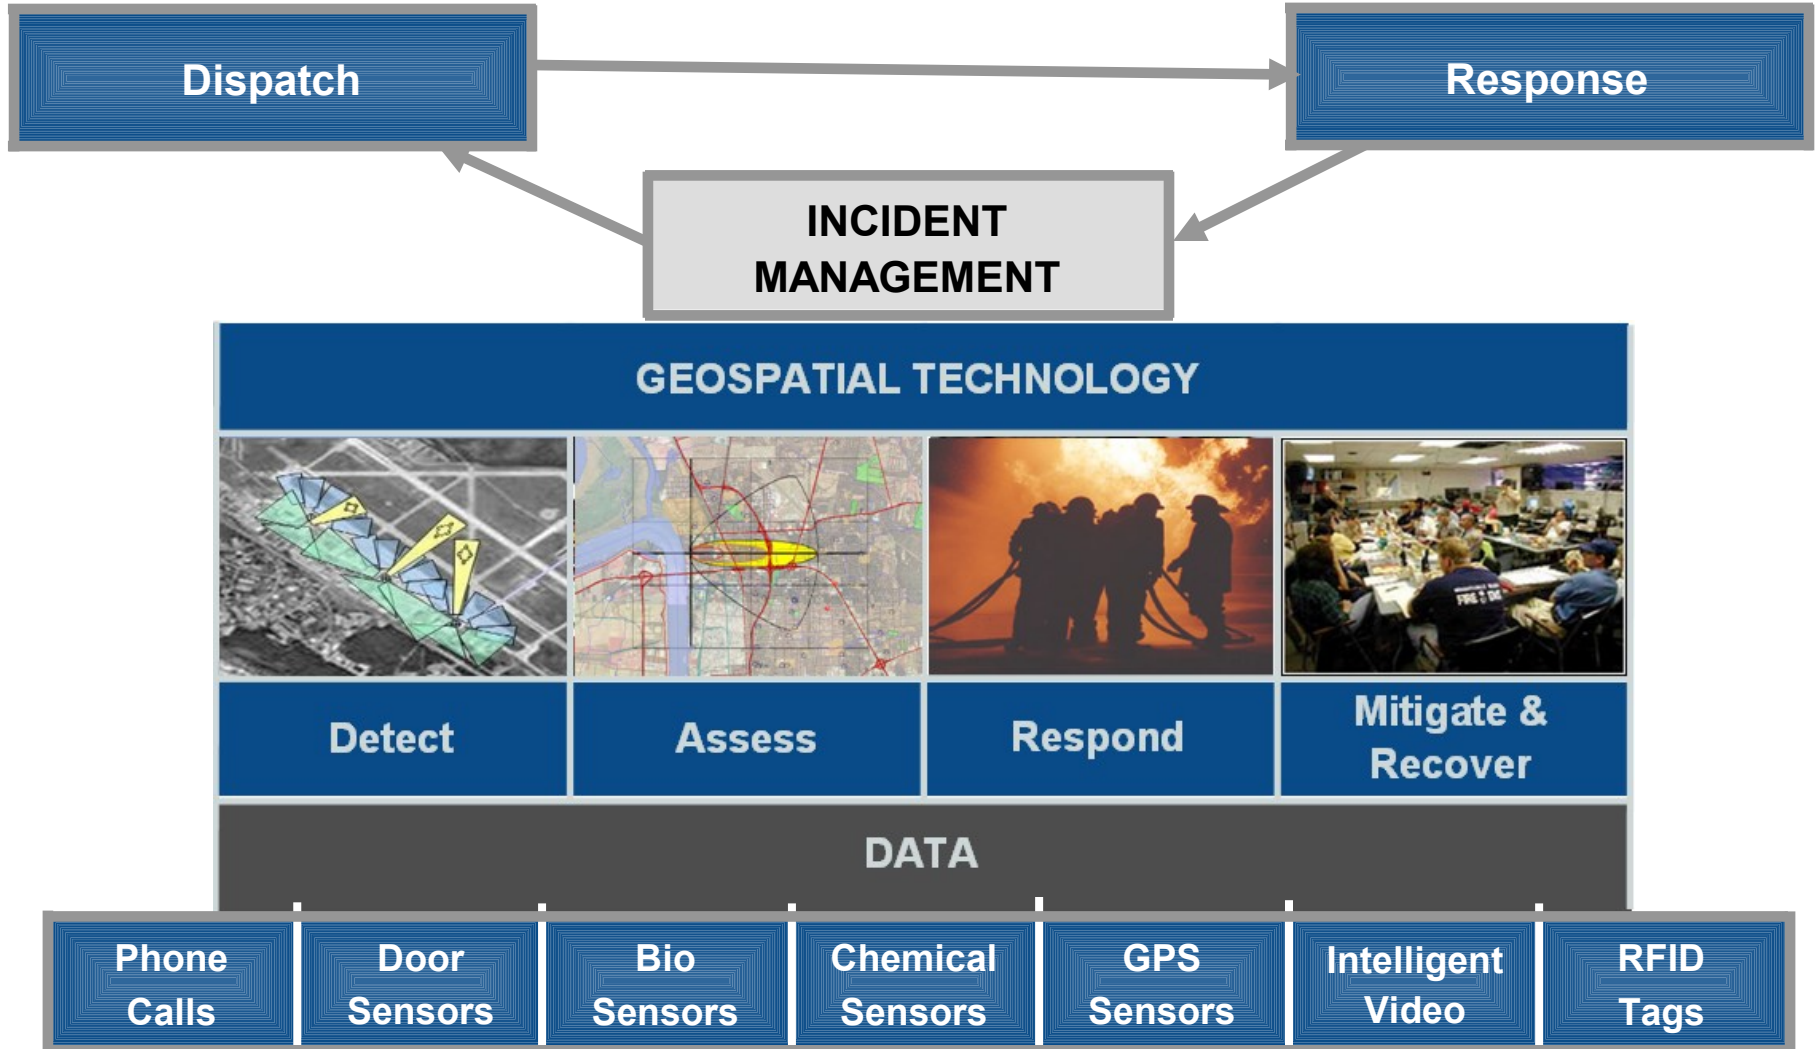 Dispatch
Response
INCIDENT
MANAGEMENT
GEOSPATIAL TECHNOLOGY
Detect
Assess
Respond
Mitigate &
Recover
DATA
Phone
Calls
Door
Sensors
Bio
Sensors
Chemical
Sensors
GPS
Sensors
Intelligent
Video
RFID
Tags